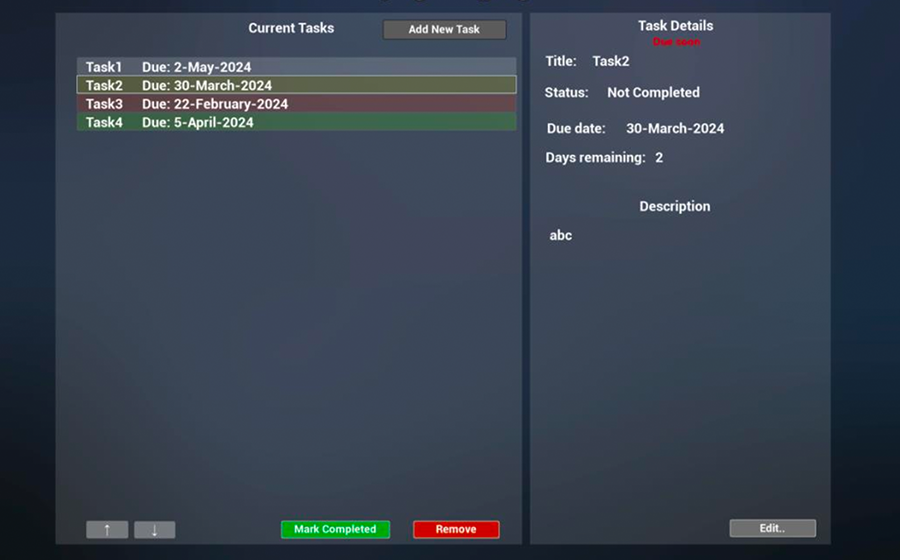 Current Tasks
Add New Task
Task1 Due: 2-May-2024
Task2 Due: 30-March-2024
Task3 Due: 22-February-2024
Task4 Due: 5-April-2024
↑ ↓
Mark Completed
Remove
Task Details
Due soon
Title: Task2
Status: Not Completed
Due date: 30-March-2024
Days remaining: 2
Description
abc
Edit..